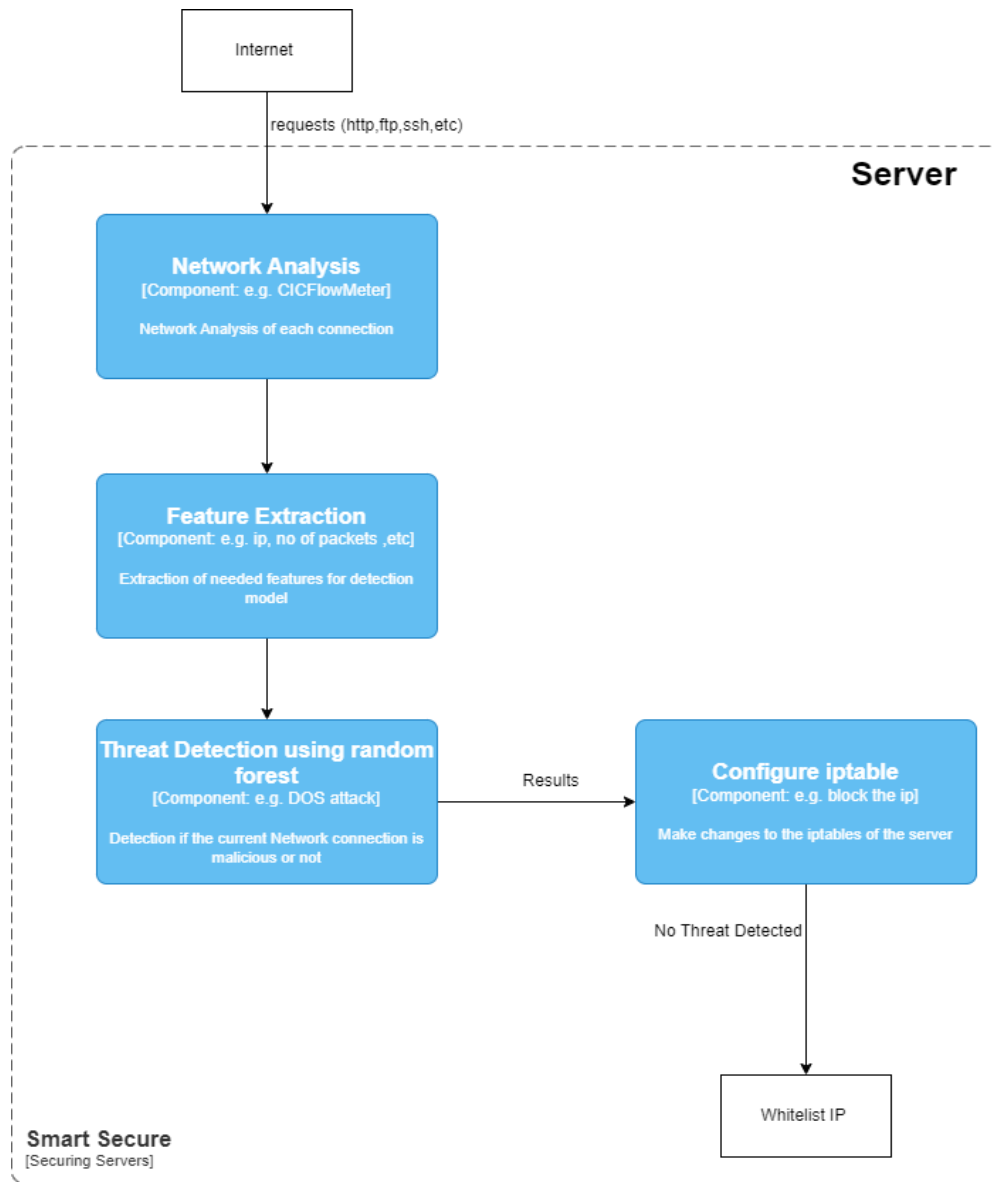 Internet
requests (http,ftp,ssh,etc)
Server
Network Analysis
[Component: e.g. CICFlowMeter]
Network Analysis of each connection
Feature Extraction
[Component: e.g. ip, no of packets ,etc]
Extraction of needed features for detection
model
Threat Detection using random
forest
[Component: e.g. DOS attack]
Detection if the current Network connection is
malicious or not
Results
Configure iptable
[Component: e.g. block the ip]
Make changes to the iptables of the server
No Threat Detected
Whitelist IP
Smart Secure
[Securing Servers]